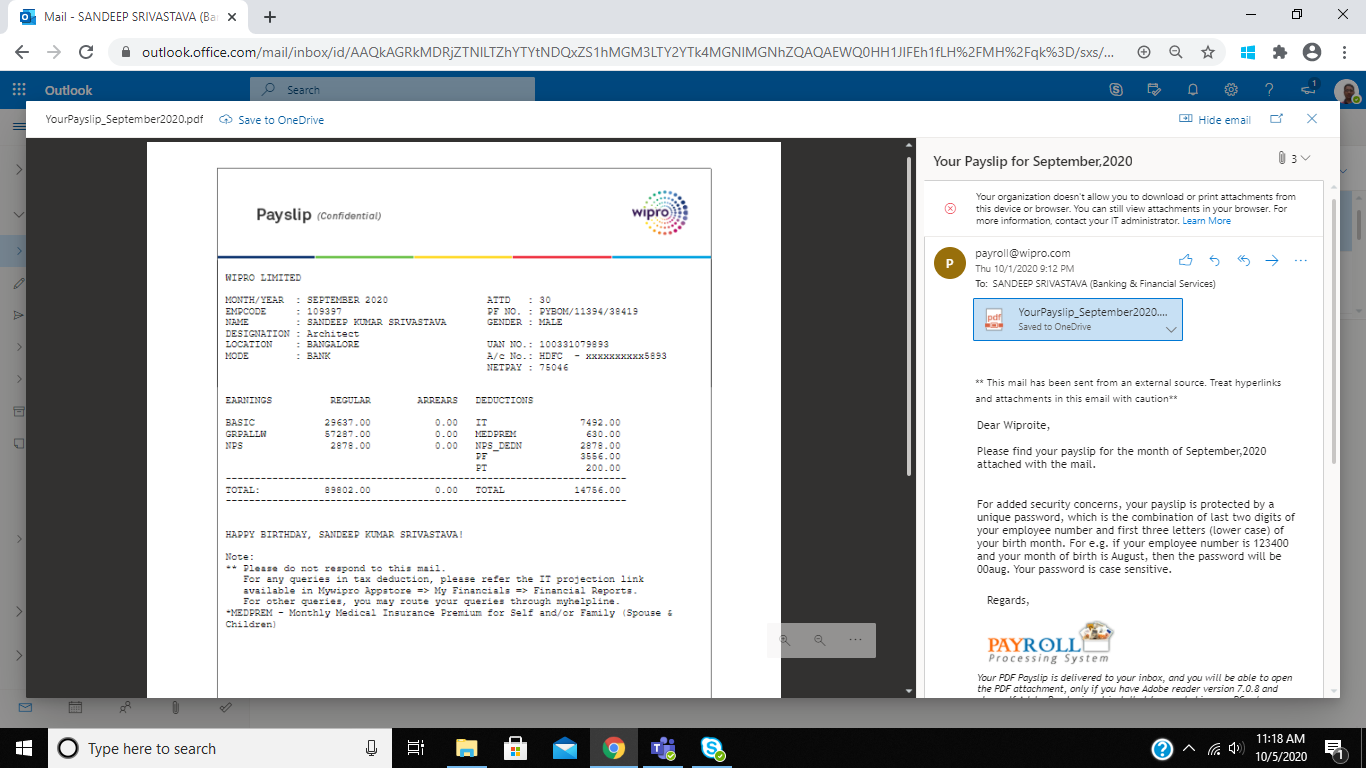 Mail - SANDEEP SRIVASTAVA (Ba
outlook.office.com/mail/inbox/id/AAQkAGRkMDRjZTNlLTZhYTYtNDQxZS1hMGM3LTY2YTk4MGNlMGNhZQAQAEWQ0HH1JIFEh1fLH%2FMH%2Fqk%3D/sxs/...
Outlook
Search
1
YourPayslip_September2020.pdf Save to OneDrive
Hide email
Payslip (Confidential)
wipro
WIPRO LIMITED
MONTH/YEAR : SEPTEMBER 2020 ATTD : 30
EMPCODE : 109397 PF NO. : PYBOM/11394/38419
NAME : SANDEEP KUMAR SRIVASTAVA GENDER : MALE
DESIGNATION : Architect
LOCATION : BANGALORE UAN NO.: 100331079893
MODE : BANK A/c No.: HDFC - xxxxxxxxxx5893
NETPAY : 75046
EARNINGS REGULAR ARREARS DEDUCTIONS
BASIC 29637.00 0.00 IT 7492.00
GRPALLW 57287.00 0.00 MEDPREM 630.00
NPS 2878.00 0.00 NPS_DEDN 2878.00
PF 3556.00
PT 200.00
TOTAL: 89802.00 0.00 TOTAL 14756.00
HAPPY BIRTHDAY, SANDEEP KUMAR SRIVASTAVA!
Note:
** Please do not respond to this mail.
For any queries in tax deduction, please refer the IT projection link
available in Mywipro Appstore => My Financials => Financial Reports.
For other queries, you may route your queries through myhelpline.
*MEDPREM - Monthly Medical Insurance Premium for Self and/or Family (Spouse &
Children)
Your Payslip for September,2020
3
Your organization doesn't allow you to download or print attachments from
this device or browser. You can still view attachments in your browser. For
more information, contact your IT administrator. Learn More
P
payroll@wipro.com
Thu 10/1/2020 9:12 PM
To: SANDEEP SRIVASTAVA (Banking & Financial Services)
pdf
YourPayslip_September2020....
Saved to OneDrive
** This mail has been sent from an external source. Treat hyperlinks
and attachments in this email with caution**
Dear Wiproite,
Please find your payslip for the month of September,2020
attached with the mail.
For added security concerns, your payslip is protected by a
unique password, which is the combination of last two digits of
your employee number and first three letters (lower case) of
your birth month. For e.g. if your employee number is 123400
and your month of birth is August, then the password will be
00aug. Your password is case sensitive.
Regards,
PAYROLL
Processing System
Your PDF Payslip is delivered to your inbox, and you will be able to open
the PDF attachment, only if you have Adobe reader version 7.0.8 and
Type here to search
11:18 AM
10/5/2020
1